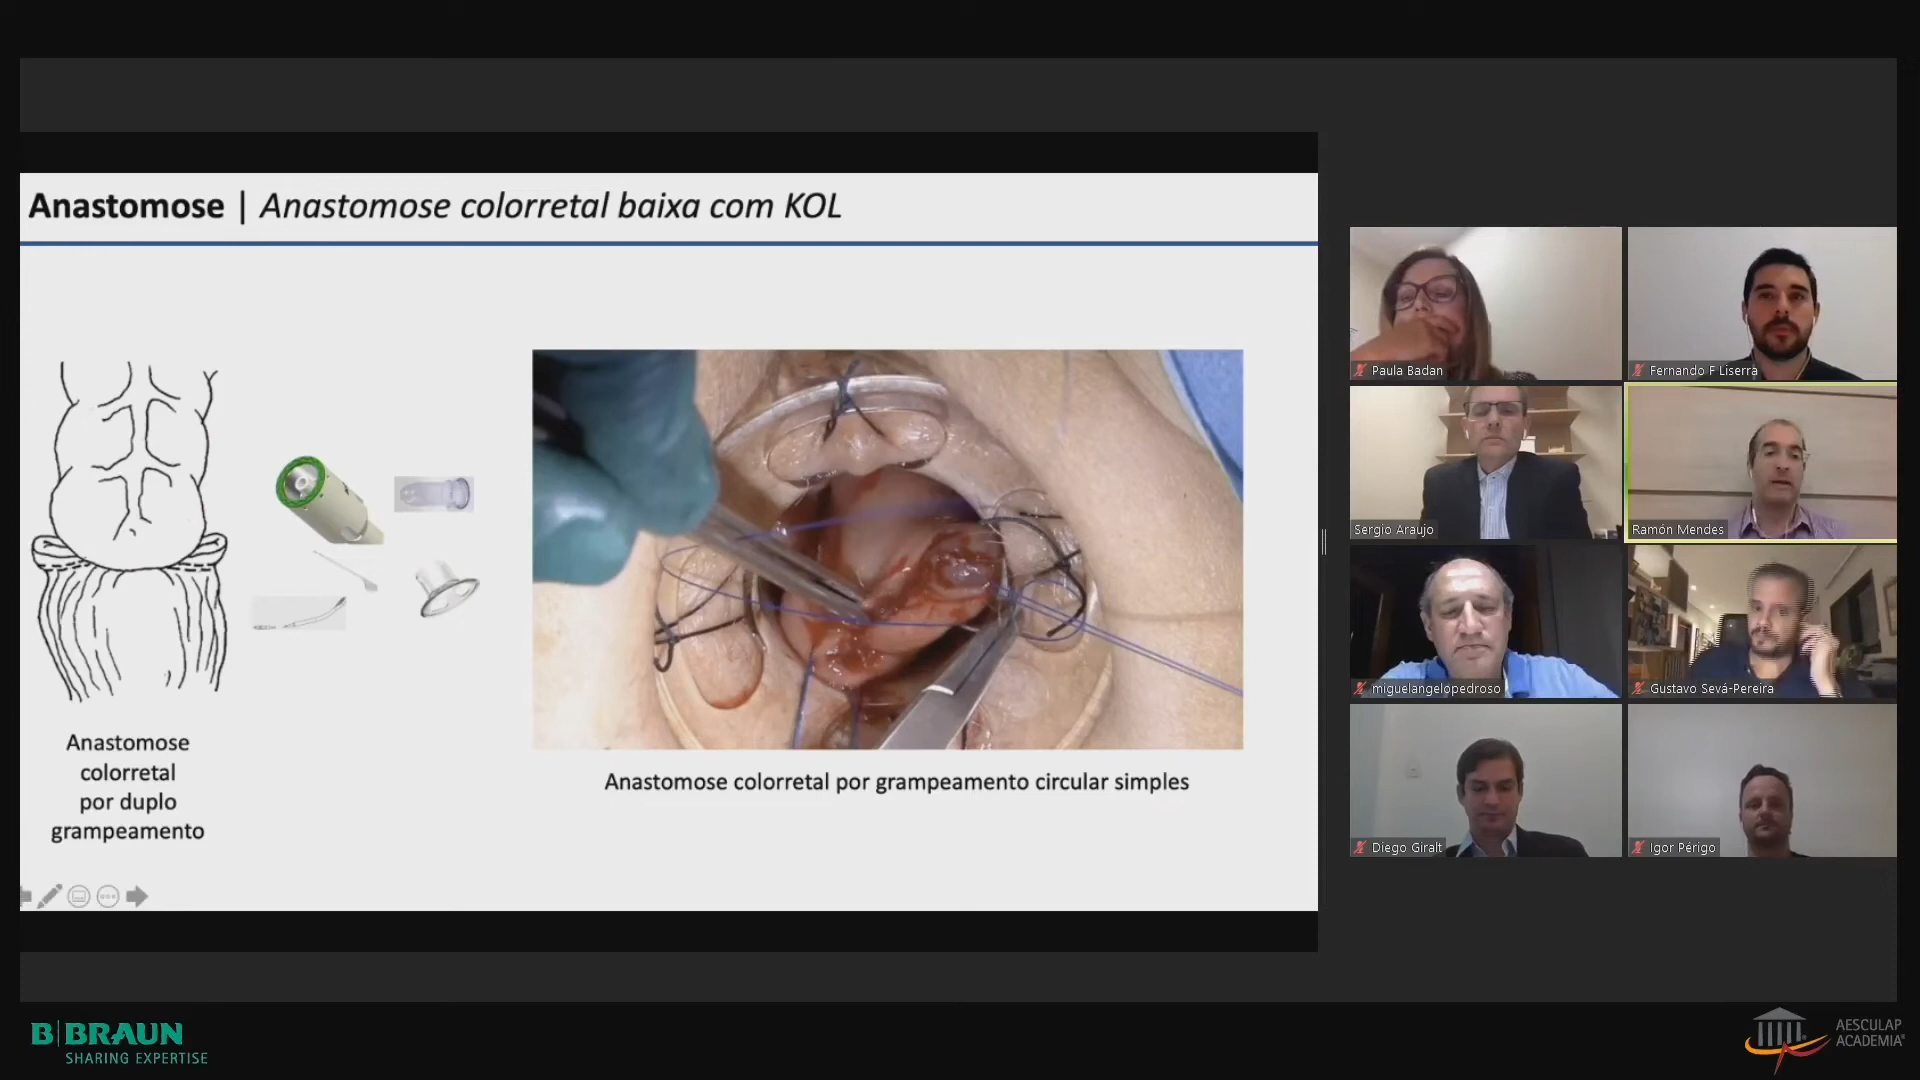 Anastomose | Anastomose colorretal baixa com KOL
Anastomose
colorretal
por duplo
grampeamento
Anastomose colorretal por grampeamento circular simples
Paula Badan
Fernando F Liserra
Sergio Araujo
Ramón Mendes
miguelangelopedroso
Gustavo Sevá-Pereira
Diego Giralt
Igor Périgo
B|BRAUN
SHARING EXPERTISE
AESCULAP
ACADEMIA®